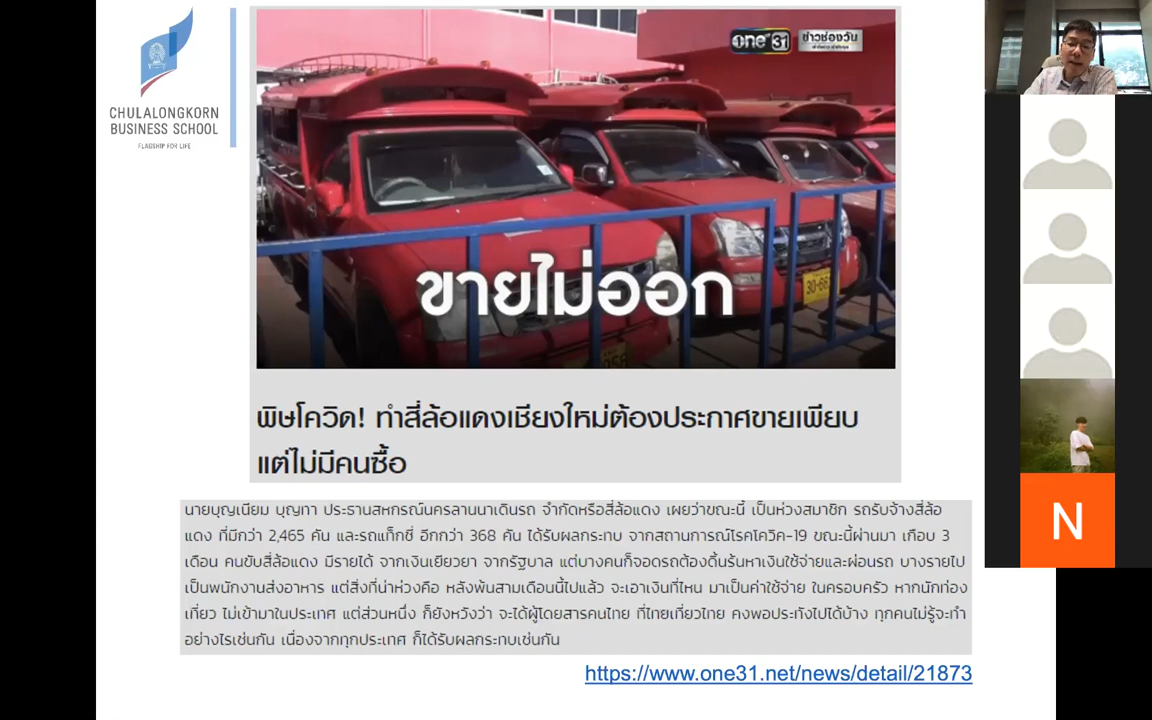 CHULALONGKORN
BUSINESS SCHOOL
FLAGSHIP FOR LIFE
one 31
ข่าวช่องวัน
ขายไม่ออก
พิษโควิด! ทำสี่ล้อแดงเชียงใหม่ต้องประกาศขายเพียบ
แต่ไม่มีคนซื้อ
นายบุญเนียม บุญทา ประธานสหกรณ์นครลานนาเดินรถ จำกัดหรือสี่ล้อแดง เผยว่าขณะนี้ เป็นห่วงสมาชิก รถรับจ้างสี่ล้อ
แดง ที่มีกว่า 2,465 คัน และรถแท็กซี่ อีกกว่า 368 คัน ได้รับผลกระทบ จากสถานการณ์โรคโควิค-19 ขณะนี้ผ่านมา เกือบ 3
เดือน คนขับสี่ล้อแดง มีรายได้ จากเงินเยียวยา จากรัฐบาล แต่บางคนก็จอดรถต้องดิ้นรนหาเงินใช้จ่ายและผ่อนรถ บางรายไป
เป็นพนักงานส่งอาหาร แต่สิ่งที่น่าห่วงคือ หลังพ้นสามเดือนนี้ไปแล้ว จะเอาเงินที่ไหน มาเป็นค่าใช้จ่าย ในครอบครัว หากนักท่อง
เที่ยว ไม่เข้ามาในประเทศ แต่ส่วนหนึ่ง ก็ยังหวังว่า จะได้ผู้โดยสารคนไทย ที่ไทยเที่ยวไทย คงพอประทังไปได้บ้าง ทุกคนไม่รู้จะทำ
อย่างไรเช่นกัน เนื่องจากทุกประเทศ ก็ได้รับผลกระทบเช่นกัน
https://www.one31.net/news/detail/21873
N